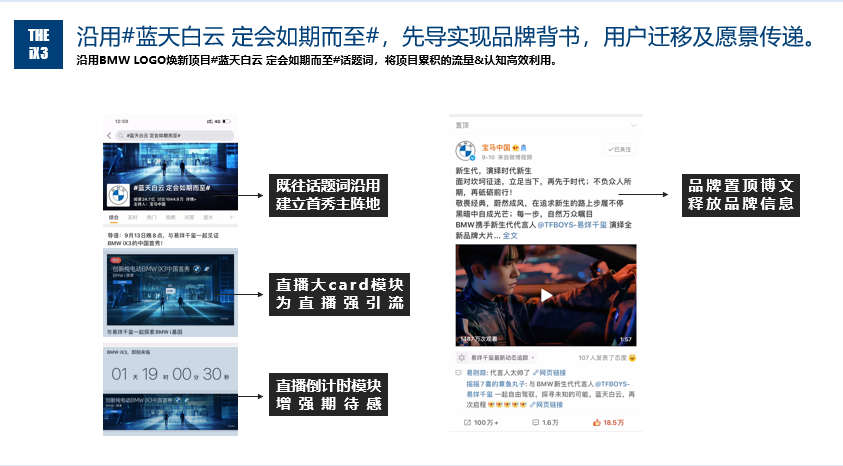 THE
iX3
沿用#蓝天白云 定会如期而至#，先导实现品牌背书，用户迁移及愿景传递。
沿用BMW LOGO焕新顶目#蓝天白云 定会如期而至#话题词，将项目累积的流量&认知高效利用。
12:59
4G
#蓝天白云 定会如期而至#
#蓝天白云 定会如期而至#
阅读24.7亿 讨论1044.9万 详情>
主持人：宝马中国
综合 实时 热门 视频 问答 图片
导语：9月13日晚8点，与易烊千玺一起见证
BMW iX3的中国首秀！
创新纯电动BMW iX3中国首秀
与易烊千玺一起探索BMW i基因
BMW iX3，即刻来临
01 天 19 时 00 分 30 秒
创新纯电动BMW iX3中国首秀
既往话题词沿用
建立首秀主阵地
直播大card模块
为直播强引流
直播倒计时模块
增强期待感
置顶
宝马中国
9-10 来自微博视频
已关注
新生代，演绎时代新生
面对坎坷征途，立足当下，再先于时代；不负众人所
期，再砥砺前行！
敬畏经典，蔚然成风，在追求新生的路上步履不停
黑暗中自成光芒；每一步，自然万众瞩目
BMW携手新生代代言人@TFBOYS-易烊千玺 演绎全
新品牌大片... 全文
1487万次观看
1:57
易烊千玺最新动态追踪
107人发表了态度
易则燚: 代言人太帅了 网页链接
摇摇7喜的章鱼丸子: 与BMW新生代代言人@TFBOYS-
易烊千玺 一起自由驾驭，探寻未知的可能。蓝天白云，再
次启程 网页链接
100万+ 1.6万 18.5万
品牌置顶博文
释放品牌信息